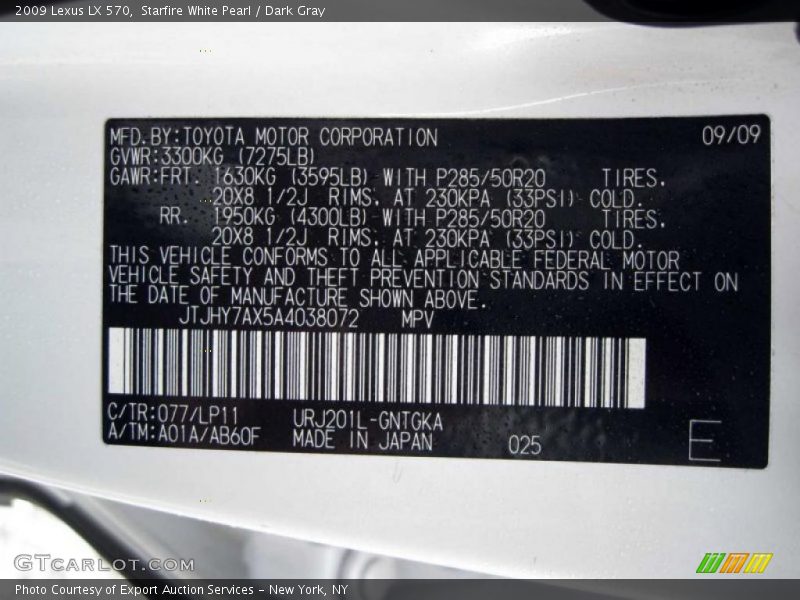 2009 Lexus LX 570,  Starfire White Pearl / Dark Gray
MFD.BY:TOYOTA MOTOR CORPORATION 09/09
GVWR:3300KG (7275LB)
GAWR:FRT. 1630KG (3595LB) WITH P285/50R20 TIRES.
20X8 1/2J RIMS. AT 230KPA (33PSI) COLD.
RR. 1950KG (4300LB) WITH P285/50R20 TIRES.
20X8 1/2J RIMS. AT 230KPA (33PSI) COLD.
THIS VEHICLE CONFORMS TO ALL APPLICABLE FEDERAL MOTOR
VEHICLE SAFETY AND THEFT PREVENTION STANDARDS IN EFFECT ON
THE DATE OF MANUFACTURE SHOWN ABOVE.
JTJHY7AX5A4038072 MPV
C/TR:077/LP11 URJ201L-GNTGKA
A/TM:A01A/AB60F MADE IN JAPAN 025 E
GTCARLOT.COM
Photo Courtesy of Export Auction Services - New York, NY